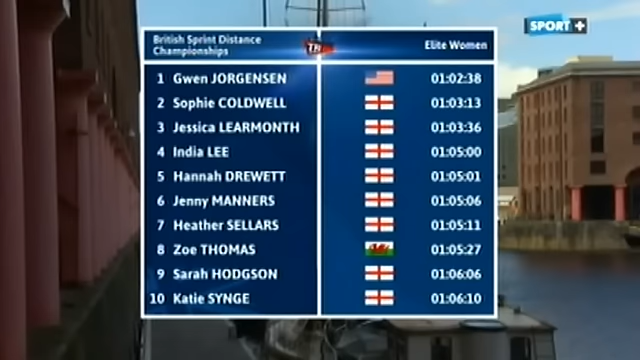 SPORT +
British Sprint Distance
Championships
TRI
Elite Women
1 Gwen JORGENSEN 01:02:38
2 Sophie COLDWELL 01:03:13
3 Jessica LEARMONTH 01:03:36
4 India LEE 01:05:00
5 Hannah DREWETT 01:05:01
6 Jenny MANNERS 01:05:06
7 Heather SELLARS 01:05:11
8 Zoe THOMAS 01:05:27
9 Sarah HODGSON 01:06:06
10 Katie SYNGE 01:06:10